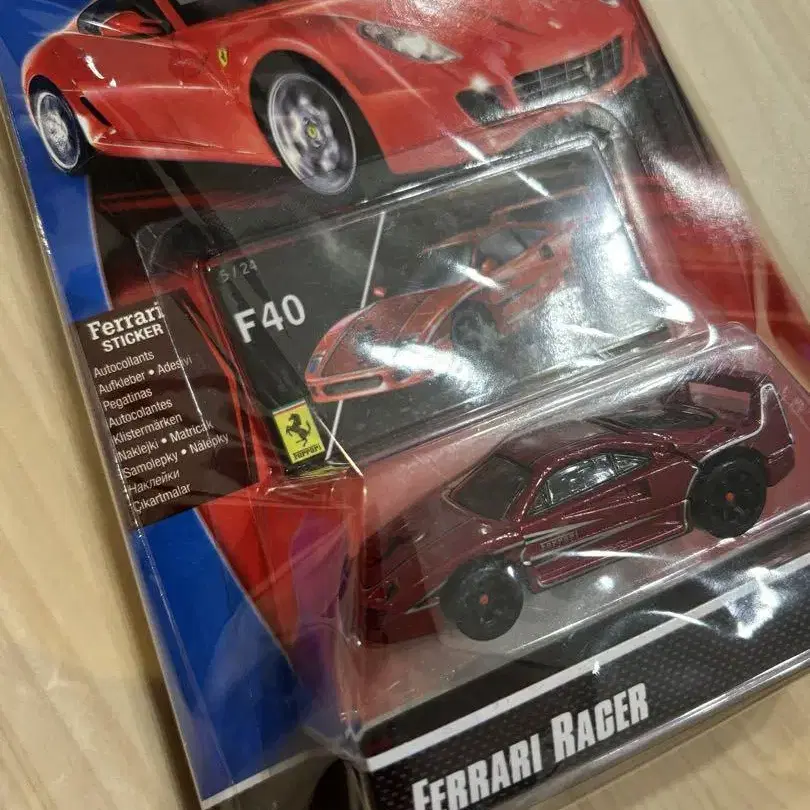 5/24
F40
Ferrari
Ferrari
STICKER
Autocollants
Aufkleber • Adesivi
Pegatinas
Autocolantes
Klistermärken
Naklejki • Matricák
Samolepky • Nálepky
Наклейки
Çıkartmalar
Ferrari
FERRARI RACER